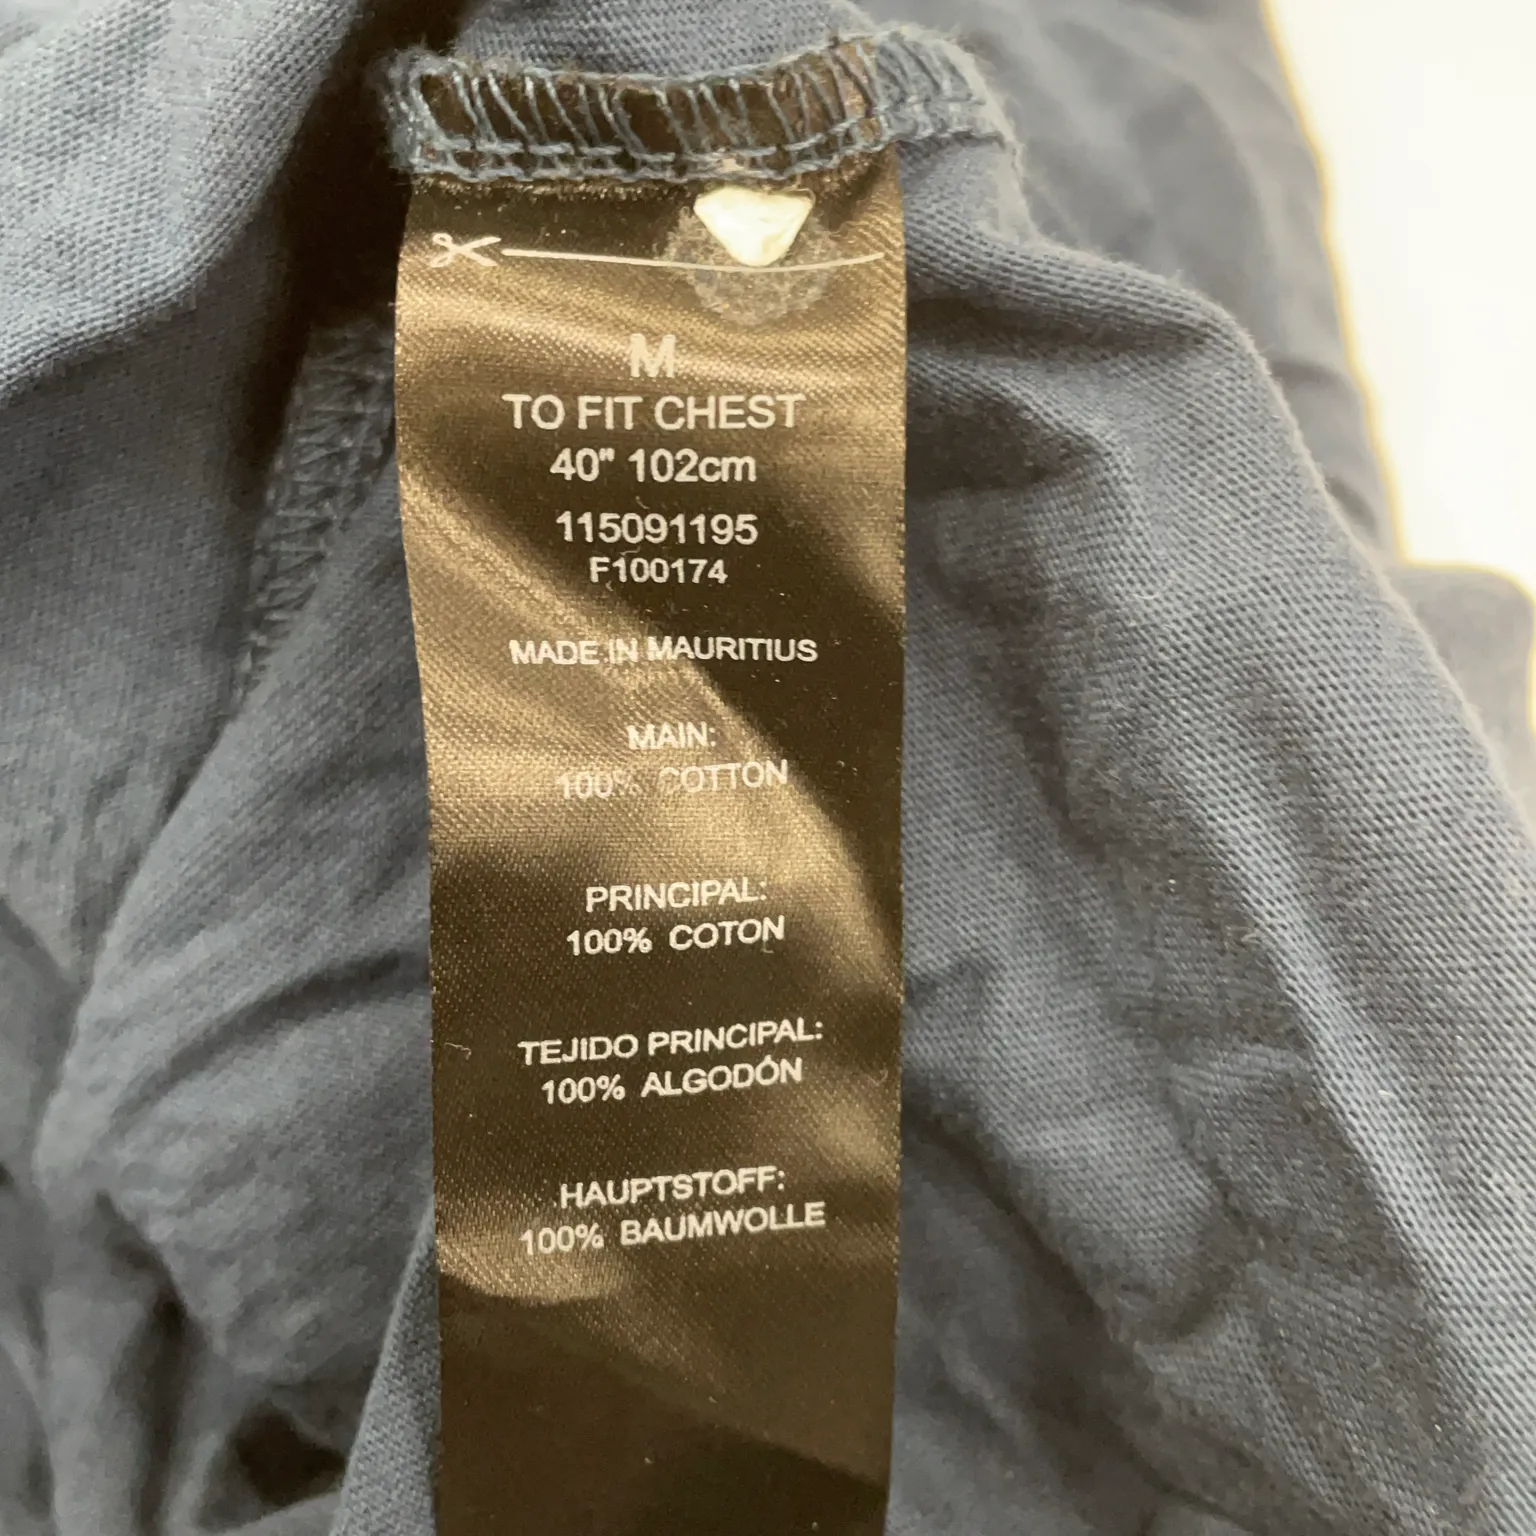 M
TO FIT CHEST
40" 102cm
115091195
F100174
MADE IN MAURITIUS
MAIN:
100% COTTON
PRINCIPAL:
100% COTON
TEJIDO PRINCIPAL:
100% ALGODÓN
HAUPTSTOFF:
100% BAUMWOLLE